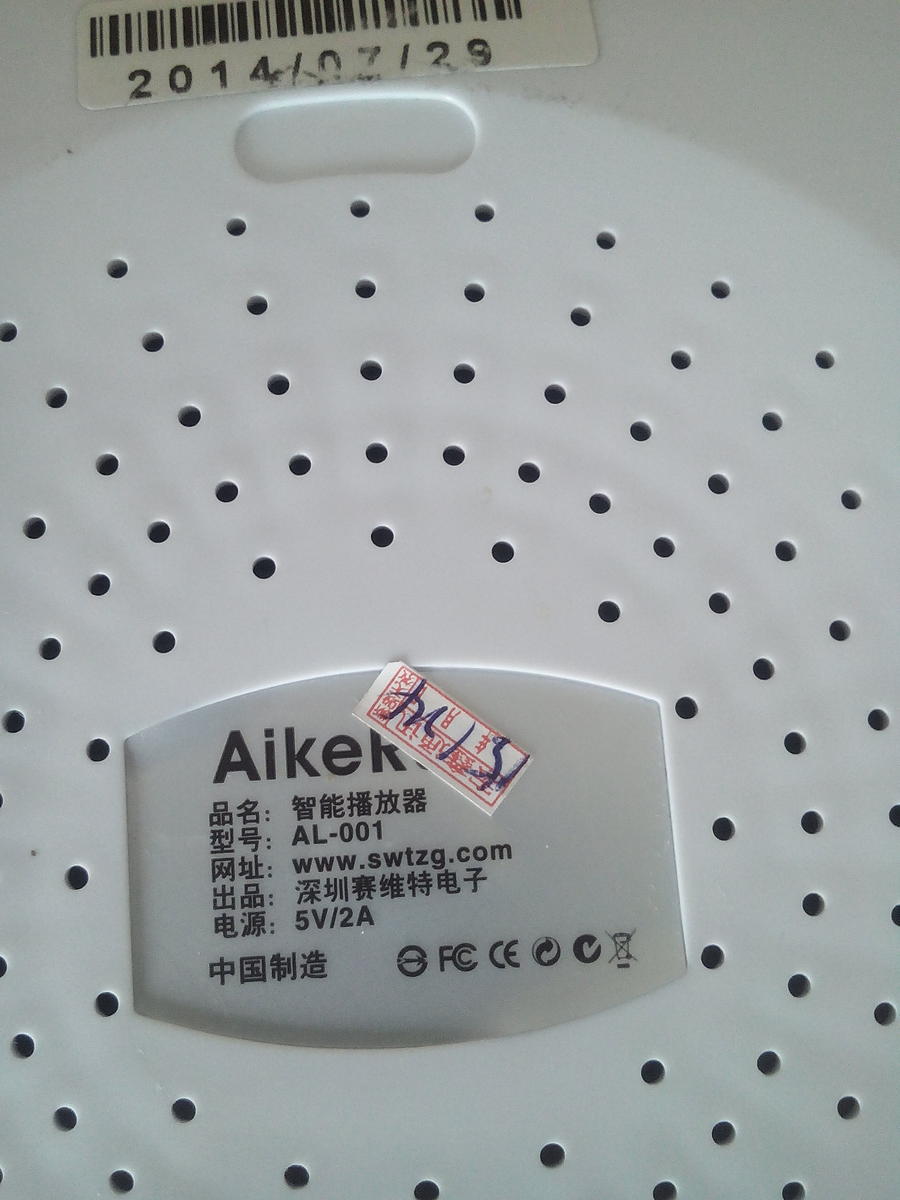 2014/07/29
Aiker
品名：智能播放器
型号：AL-001
网址：www.swtzg.com
出品：深圳赛维特电子
电源：5V/2A
中国制造
FC CE